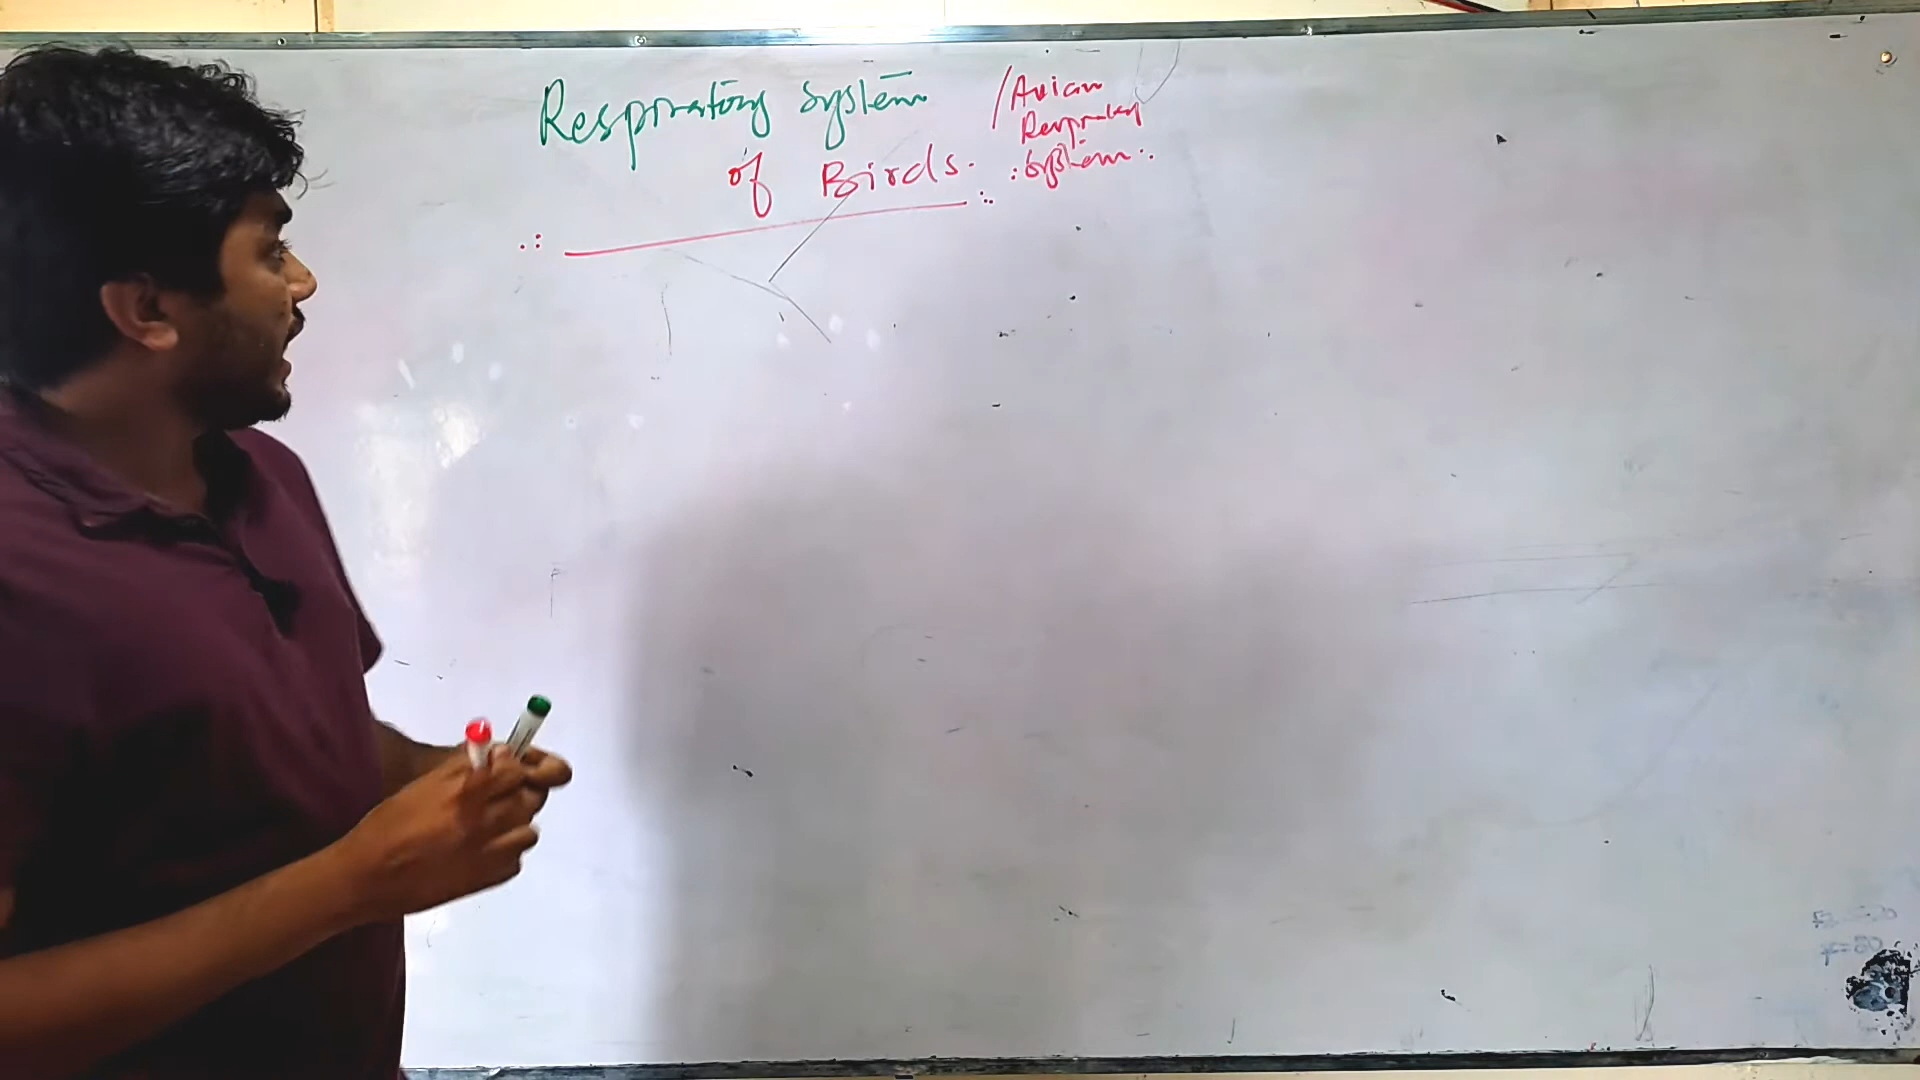 Respiratory System
of Birds.
/Avian
Respiratory
System